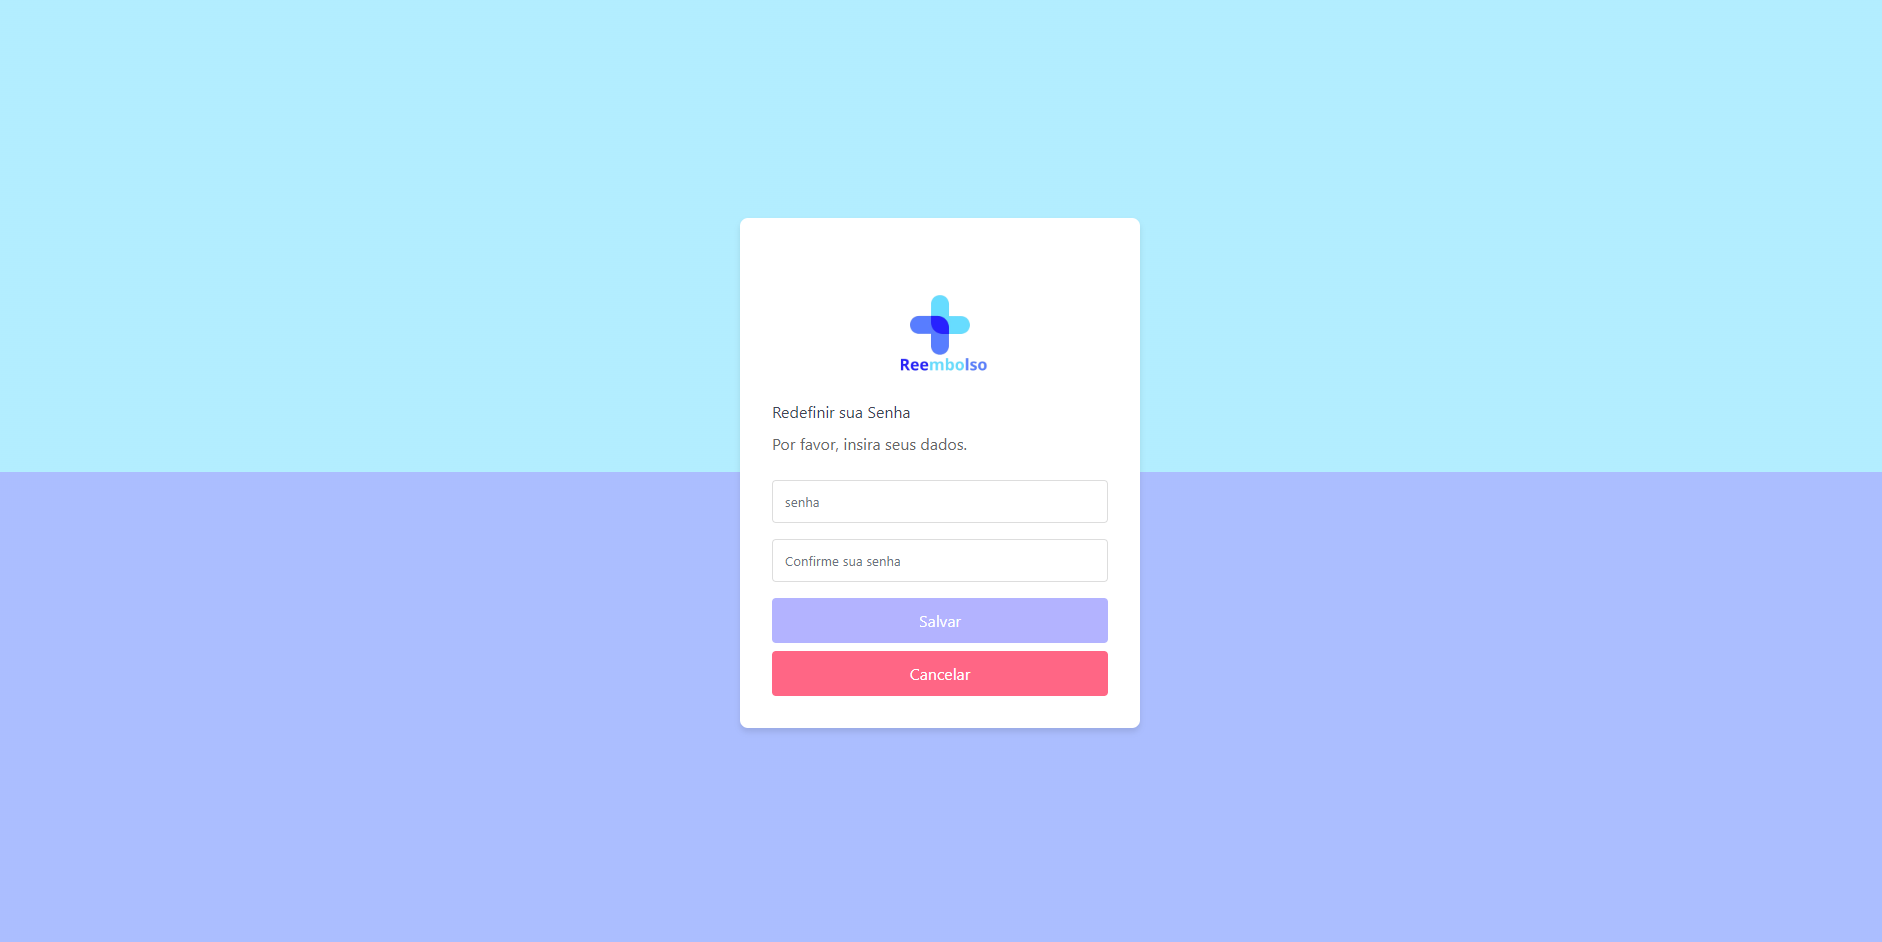 Reembolso
Redefinir sua Senha
Por favor, insira seus dados.
senha
Confirme sua senha
Salvar
Cancelar